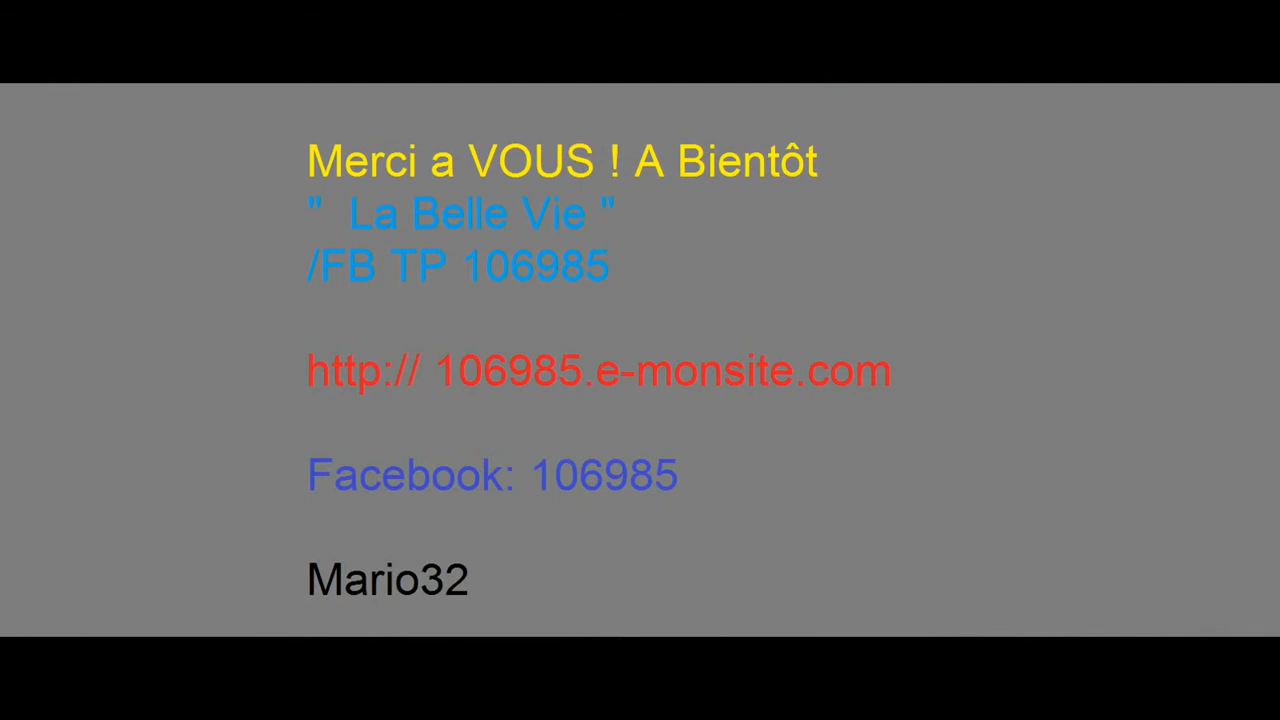 Merci a VOUS ! A Bientôt
"  La Belle Vie "
/FB TP 106985
http:// 106985.e-monsite.com
Facebook: 106985
Mario32